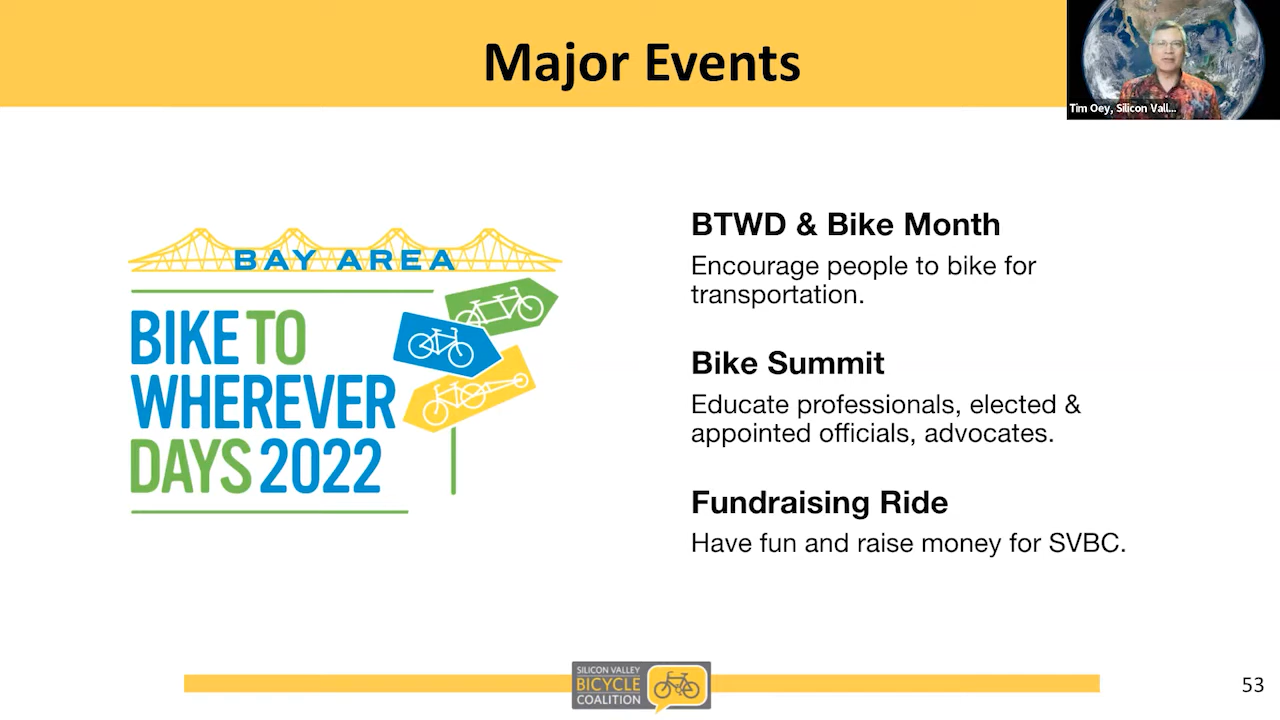 Major Events
Tim Oey, Silicon Vall...
BAY AREA
BIKE TO
WHEREVER
DAYS 2022
BTWD & Bike Month
Encourage people to bike for
transportation.
Bike Summit
Educate professionals, elected &
appointed officials, advocates.
Fundraising Ride
Have fun and raise money for SVBC.
SILICON VALLEY
BICYCLE
COALITION
53